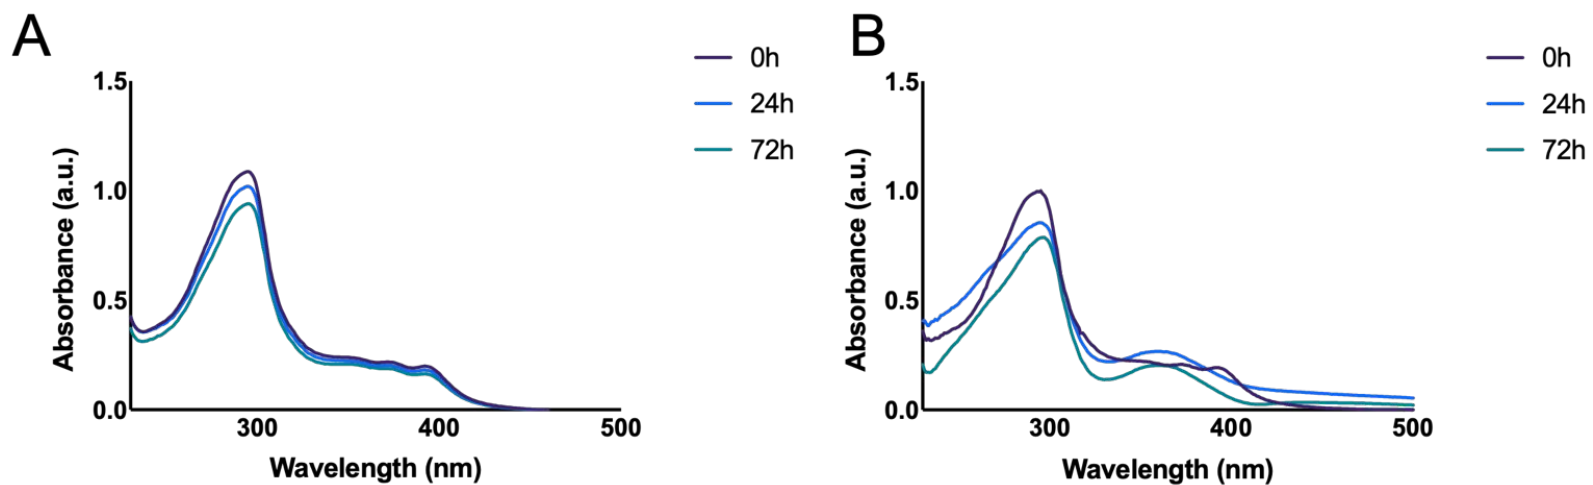 A
0h
24h
72h
1.5
1.0
0.5
0.0
300
400
500
Absorbance (a.u.)
Wavelength (nm)
B
0h
24h
72h
1.5
1.0
0.5
0.0
300
400
500
Absorbance (a.u.)
Wavelength (nm)